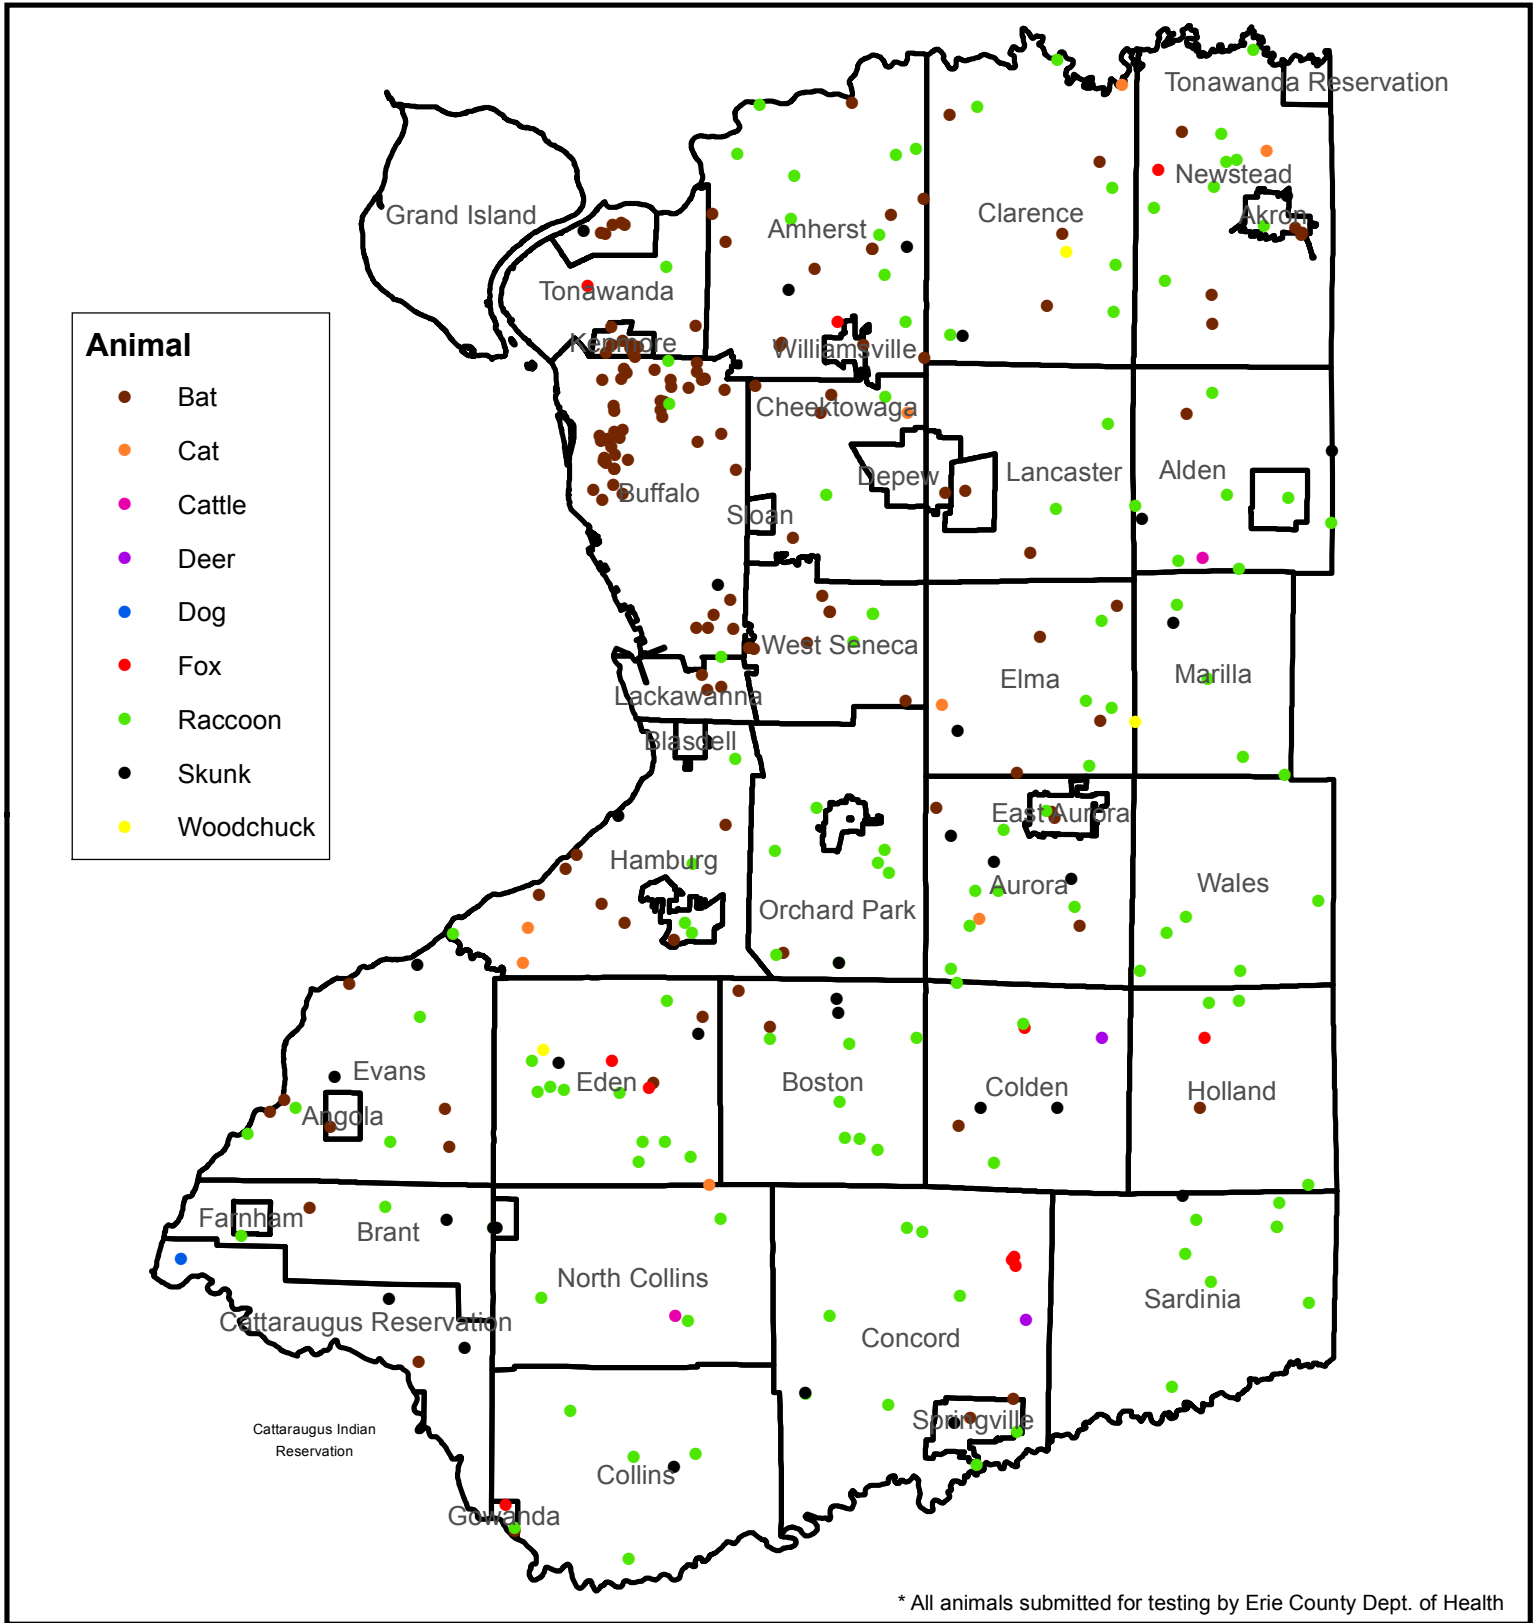 Tonawanda Reservation
Newstead
Grand Island
Clarence
Akron
Amherst
Tonawanda
Kenmore
Williamsville
Animal
Bat
Cat
Cattle
Deer
Dog
Fox
Raccoon
Skunk
Woodchuck
Cheektowaga
Depew
Lancaster
Alden
Buffalo
Sloan
West Seneca
Elma
Marilla
Lackawanna
Blasdell
East Aurora
Hamburg
Aurora
Wales
Orchard Park
Evans
Eden
Boston
Colden
Holland
Angola
Farnham
Brant
North Collins
Sardinia
Cattaraugus Reservation
Concord
Cattaraugus Indian
Reservation
Springville
Collins
Gowanda
* All animals submitted for testing by Erie County Dept. of Health